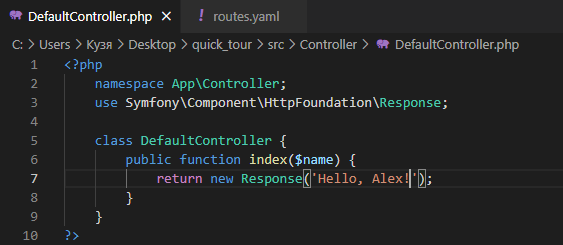 DefaultController.php × ! routes.yaml
C: > Users > Кузя > Desktop > quick_tour > src > Controller > DefaultController.php
1 <?php
2     namespace App\Controller;
3     use Symfony\Component\HttpFoundation\Response;
4
5     class DefaultController {
6         public function index($name) {
7             return new Response('Hello, Alex!');
8         }
9     }
10 ?>